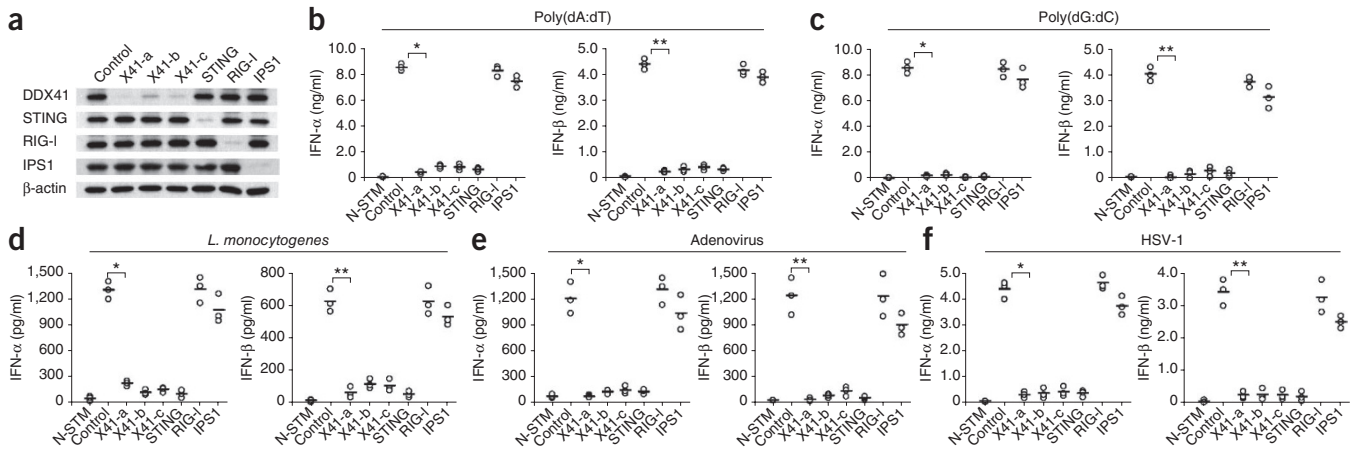 a
Control
X41-a
X41-b
X41-c
STING
RIG-I
IPS1
DDX41
STING
RIG-I
IPS1
β-actin
b
Poly(dA:dT)
IFN-α (ng/ml)
10.0
8.0
6.0
4.0
2.0
0
*
N-STM
Control
X41-a
X41-b
X41-c
STING
RIG-I
IPS1
IFN-β (ng/ml)
5.0
4.0
3.0
2.0
1.0
0
**
N-STM
Control
X41-a
X41-b
X41-c
STING
RIG-I
IPS1
c
Poly(dG:dC)
IFN-α (ng/ml)
10.0
8.0
6.0
4.0
2.0
0
*
N-STM
Control
X41-a
X41-b
X41-c
STING
RIG-I
IPS1
IFN-β (ng/ml)
5.0
4.0
3.0
2.0
1.0
0
**
N-STM
Control
X41-a
X41-b
X41-c
STING
RIG-I
IPS1
d
L. monocytogenes
IFN-α (pg/ml)
1,500
1,200
900
600
300
0
*
N-STM
Control
X41-a
X41-b
X41-c
STING
RIG-I
IPS1
IFN-β (pg/ml)
800
600
400
200
0
**
N-STM
Control
X41-a
X41-b
X41-c
STING
RIG-I
IPS1
e
Adenovirus
IFN-α (pg/ml)
1,500
1,200
900
600
300
0
*
N-STM
Control
X41-a
X41-b
X41-c
STING
RIG-I
IPS1
IFN-β (pg/ml)
1,500
1,200
900
600
300
0
**
N-STM
Control
X41-a
X41-b
X41-c
STING
RIG-I
IPS1
f
HSV-1
IFN-α (ng/ml)
5.0
4.0
3.0
2.0
1.0
0
*
N-STM
Control
X41-a
X41-b
X41-c
STING
RIG-I
IPS1
IFN-β (ng/ml)
4.0
3.0
2.0
1.0
0
**
N-STM
Control
X41-a
X41-b
X41-c
STING
RIG-I
IPS1